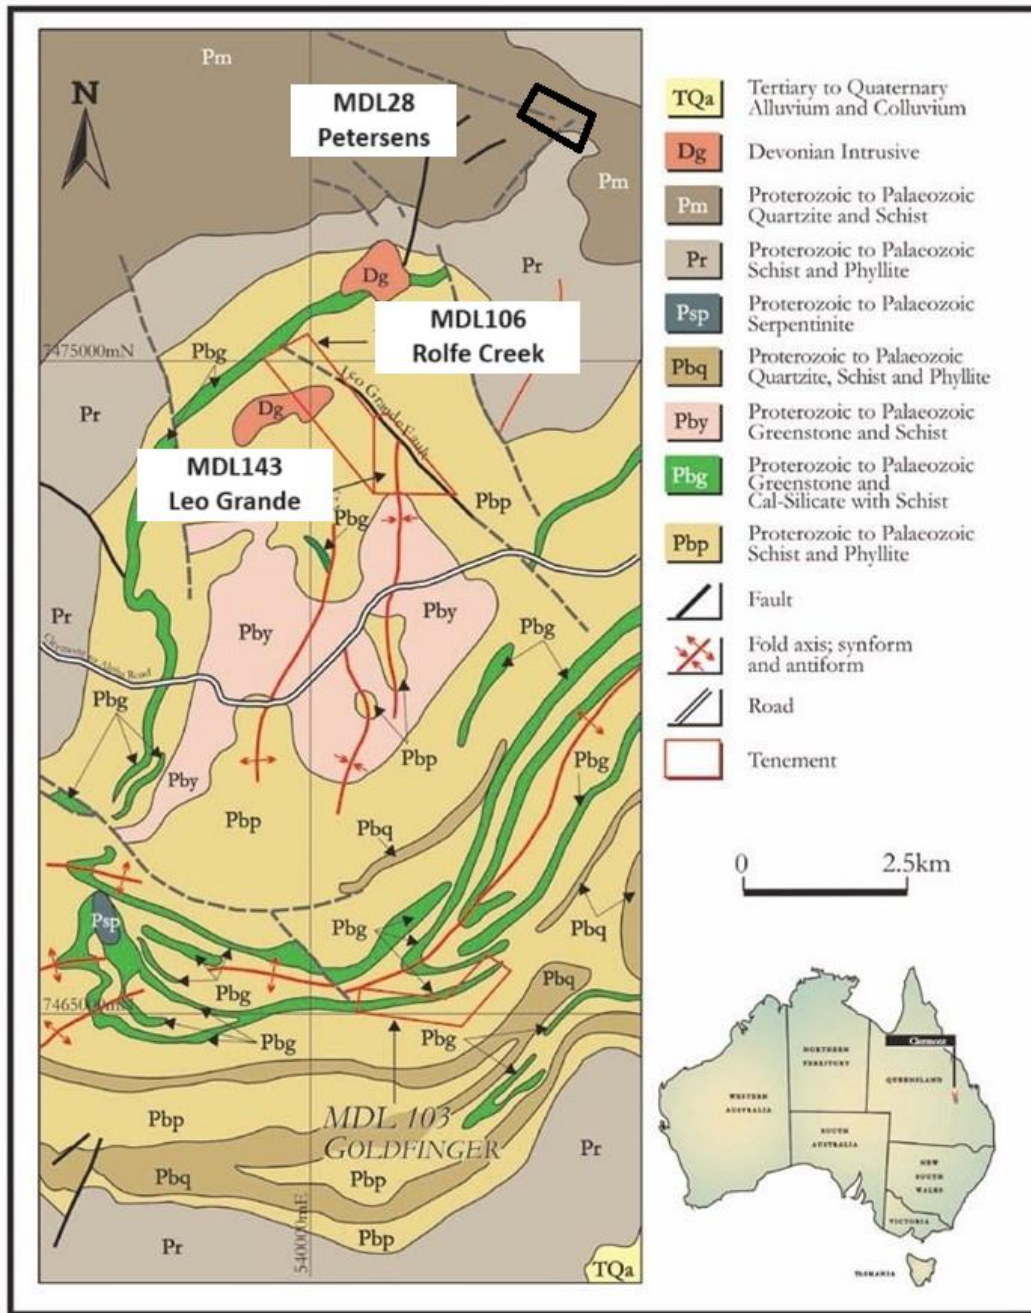 Pm
N
MDL28
Petersens
Pm
Dg
Pr
MDL106
Rolfe Creek
7475000mN
Pbg
Leo Grande Fault
Pr
Dg
MDL143
Leo Grande
Pbp
Pbg
Pby
Pby
Pr
Pbg
Pbg
Pbp
Pby
Pbg
Pbp
Pbq
Psp
Pbg
Pbq
Pbg
Pbq
7465000mN
Pbg
Pbg
Pbp
MDL 103
GOLDFINGER
Pr
Pbq
Pbp
540000mE
Pbp
Pr
TQa
TQa
Tertiary to Quaternary
Alluvium and Colluvium
Dg
Devonian Intrusive
Pm
Proterozoic to Palaeozoic
Quartzite and Schist
Pr
Proterozoic to Palaeozoic
Schist and Phyllite
Psp
Proterozoic to Palaeozoic
Serpentinite
Pbq
Proterozoic to Palaeozoic
Quartzite, Schist and Phyllite
Pby
Proterozoic to Palaeozoic
Greenstone and Schist
Pbg
Proterozoic to Palaeozoic
Greenstone and
Cal-Silicate with Schist
Pbp
Proterozoic to Palaeozoic
Schist and Phyllite
Fault
Fold axis; synform
and antiform
Road
Tenement
0 2.5km
Clermont
NORTHERN
TERRITORY
QUEENSLAND
WESTERN
AUSTRALIA
SOUTH
AUSTRALIA
NEW
SOUTH
WALES
VICTORIA
TASMANIA